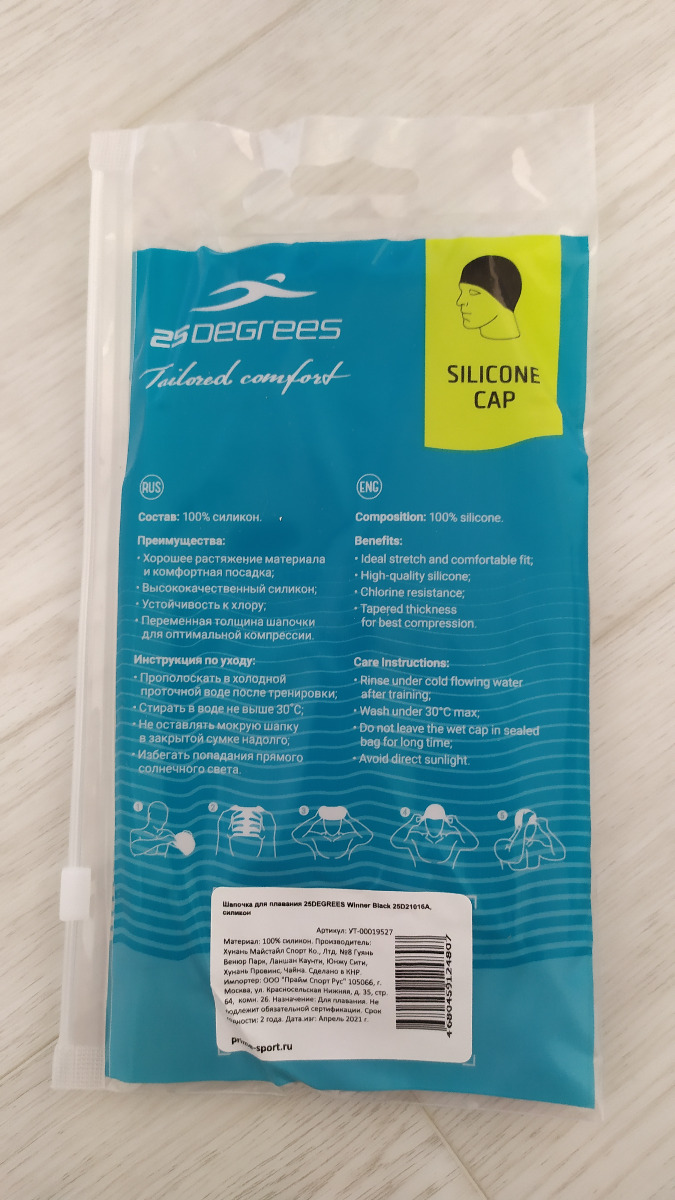 25DEGREES
Tailored comfort
SILICONE
CAP
RUS
Состав: 100% силикон.
Преимущества:
• Хорошее растяжение материала
и комфортная посадка;
• Высококачественный силикон;
• Устойчивость к хлору;
• Переменная толщина шапочки
для оптимальной компрессии.
Инструкция по уходу:
• Прополоскать в холодной
проточной воде после тренировки;
• Стирать в воде не выше 30°C;
• Не оставлять мокрую шапку
в закрытой сумке надолго;
• Избегать попадания прямого
солнечного света.
ENG
Composition: 100% silicone.
Benefits:
• Ideal stretch and comfortable fit;
• High-quality silicone;
• Chlorine resistance;
• Tapered thickness
for best compression.
Care Instructions:
• Rinse under cold flowing water
after training;
• Wash under 30°C max;
• Do not leave the wet cap in sealed
bag for long time;
• Avoid direct sunlight.
1 2 3 4 5
Шапочка для плавания 25DEGREES Winner Black 25D21016A,
силикон
Артикул: УТ-00019527
Материал: 100% силикон. Производитель:
Хунань Майстайл Спорт Ко., Лтд. №8 Гуянь
Венюр Парк, Ланшан Каунти, Юнжу Сити,
Хунань Провинс, Чайна. Сделано в КНР.
Импортер: ООО "Прайм Спорт Рус" 105066, г.
Москва, ул. Красносельская Нижняя, д. 35, стр.
64, комн. 26. Назначение: Для плавания. Не
подлежит обязательной сертификации. Срок
годности: 2 года. Дата.изг: Апрель 2021 г.
prime-sport.ru
4680459124807